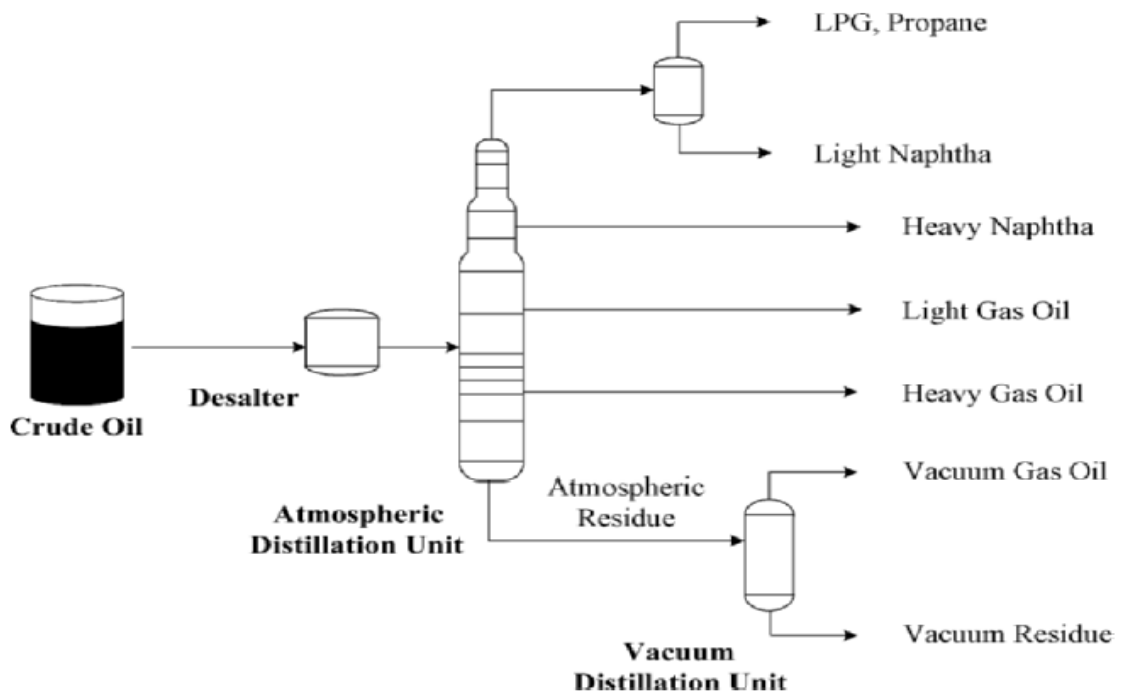 LPG, Propane
Light Naphtha
Heavy Naphtha
Light Gas Oil
Desalter
Heavy Gas Oil
Crude Oil
Vacuum Gas Oil
Atmospheric
Residue
Atmospheric
Distillation Unit
Vacuum Residue
Vacuum
Distillation Unit